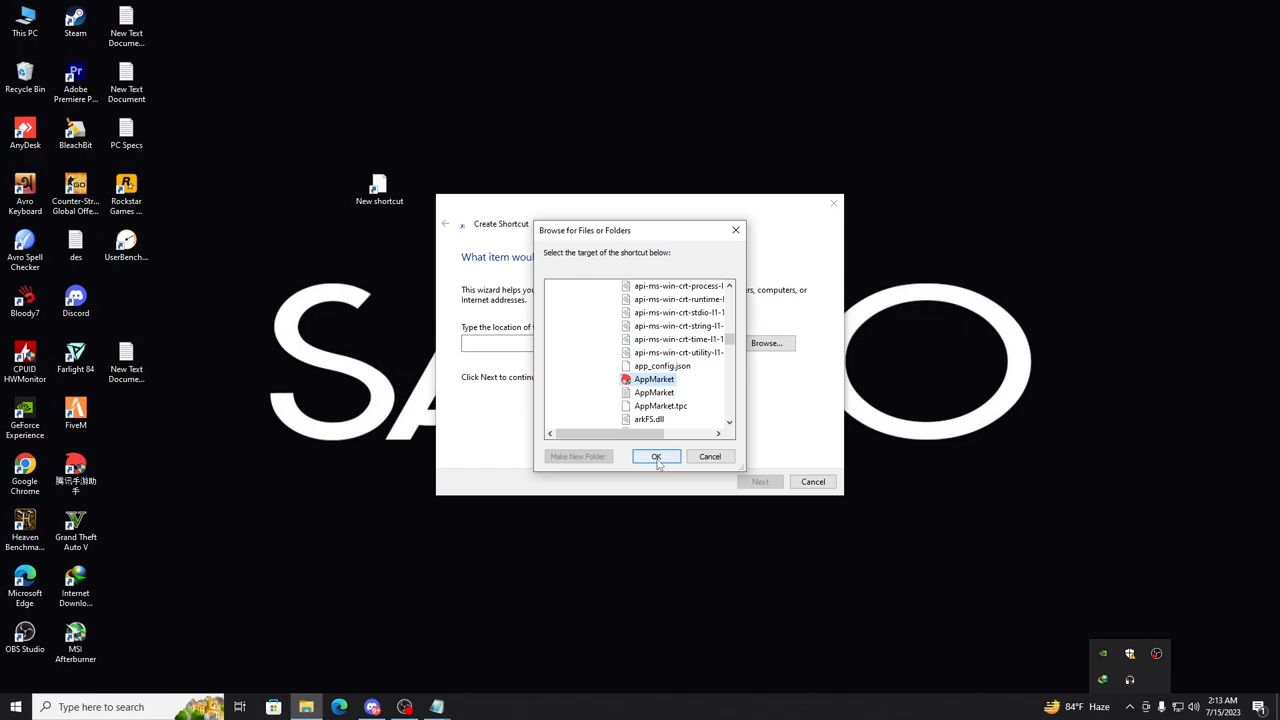 This PC
Steam
New Text
Docume...
Recycle Bin
Adobe
Premiere P...
New Text
Document
AnyDesk
BleachBit
PC Specs
Avro
Keyboard
Counter-Str...
Global Offe...
Rockstar
Games ...
New shortcut
Avro Spell
Checker
des
UserBench...
Bloody7
Discord
CPUID
HWMonitor
Farlight 84
New Text
Docume...
GeForce
Experience
FiveM
Google
Chrome
腾讯手游助
手
Heaven
Benchmar...
Grand Theft
Auto V
Microsoft
Edge
Internet
Downlo...
OBS Studio
MSI
Afterburner
Create Shortcut
What item wou
This wizard helps you
ers, computers, or
Internet addresses.
Type the location of t
Browse...
Click Next to continu
Next
Cancel
Browse for Files or Folders
Select the target of the shortcut below:
api-ms-win-crt-process-l
api-ms-win-crt-runtime-l
api-ms-win-crt-stdio-l1-1
api-ms-win-crt-string-l1-
api-ms-win-crt-time-l1-1
api-ms-win-crt-utility-l1-
app_config.json
AppMarket
AppMarket
AppMarket.tpc
arkFS.dll
Make New Folder
OK
Cancel
Type here to search
84°F Haze
2:13 AM
7/15/2023